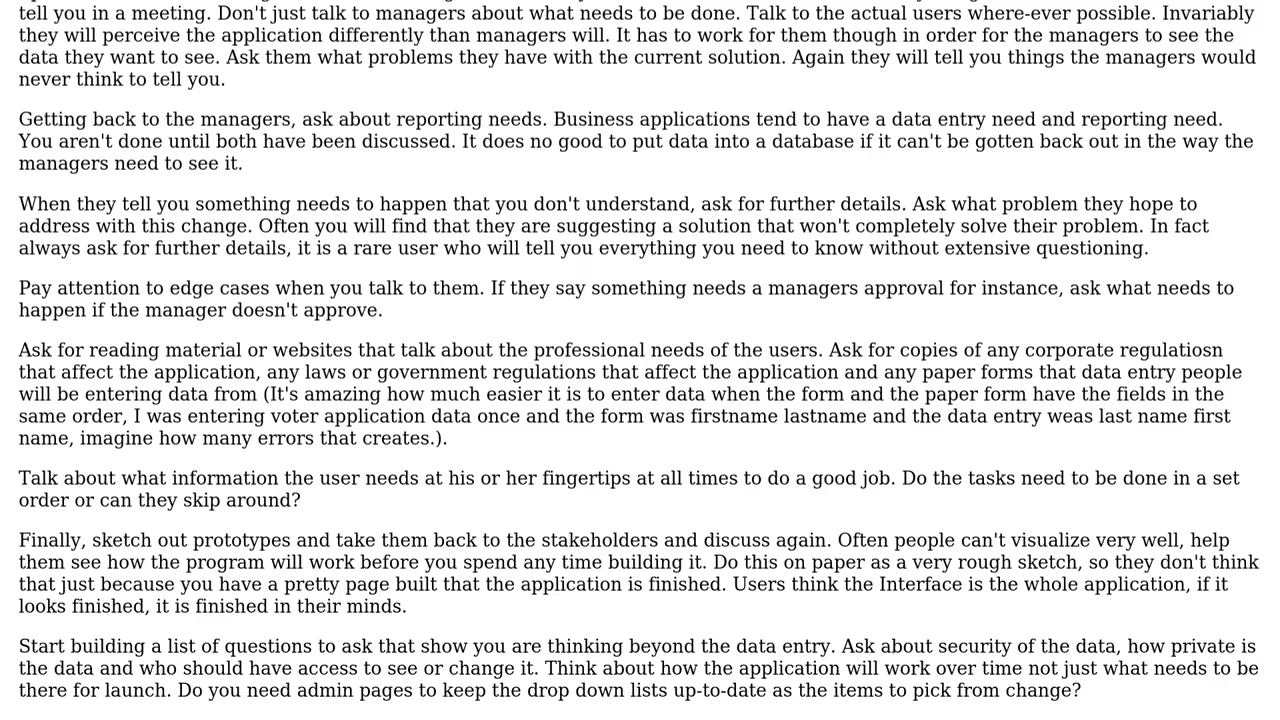 tell you in a meeting. Don't just talk to managers about what needs to be done. Talk to the actual users where-ever possible. Invariably
they will perceive the application differently than managers will. It has to work for them though in order for the managers to see the
data they want to see. Ask them what problems they have with the current solution. Again they will tell you things the managers would
never think to tell you.
Getting back to the managers, ask about reporting needs. Business applications tend to have a data entry need and reporting need.
You aren't done until both have been discussed. It does no good to put data into a database if it can't be gotten back out in the way the
managers need to see it.
When they tell you something needs to happen that you don't understand, ask for further details. Ask what problem they hope to
address with this change. Often you will find that they are suggesting a solution that won't completely solve their problem. In fact
always ask for further details, it is a rare user who will tell you everything you need to know without extensive questioning.
Pay attention to edge cases when you talk to them. If they say something needs a managers approval for instance, ask what needs to
happen if the manager doesn't approve.
Ask for reading material or websites that talk about the professional needs of the users. Ask for copies of any corporate regulatiosn
that affect the application, any laws or government regulations that affect the application and any paper forms that data entry people
will be entering data from (It's amazing how much easier it is to enter data when the form and the paper form have the fields in the
same order, I was entering voter application data once and the form was firstname lastname and the data entry weas last name first
name, imagine how many errors that creates.).
Talk about what information the user needs at his or her fingertips at all times to do a good job. Do the tasks need to be done in a set
order or can they skip around?
Finally, sketch out prototypes and take them back to the stakeholders and discuss again. Often people can't visualize very well, help
them see how the program will work before you spend any time building it. Do this on paper as a very rough sketch, so they don't think
that just because you have a pretty page built that the application is finished. Users think the Interface is the whole application, if it
looks finished, it is finished in their minds.
Start building a list of questions to ask that show you are thinking beyond the data entry. Ask about security of the data, how private is
the data and who should have access to see or change it. Think about how the application will work over time not just what needs to be
there for launch. Do you need admin pages to keep the drop down lists up-to-date as the items to pick from change?